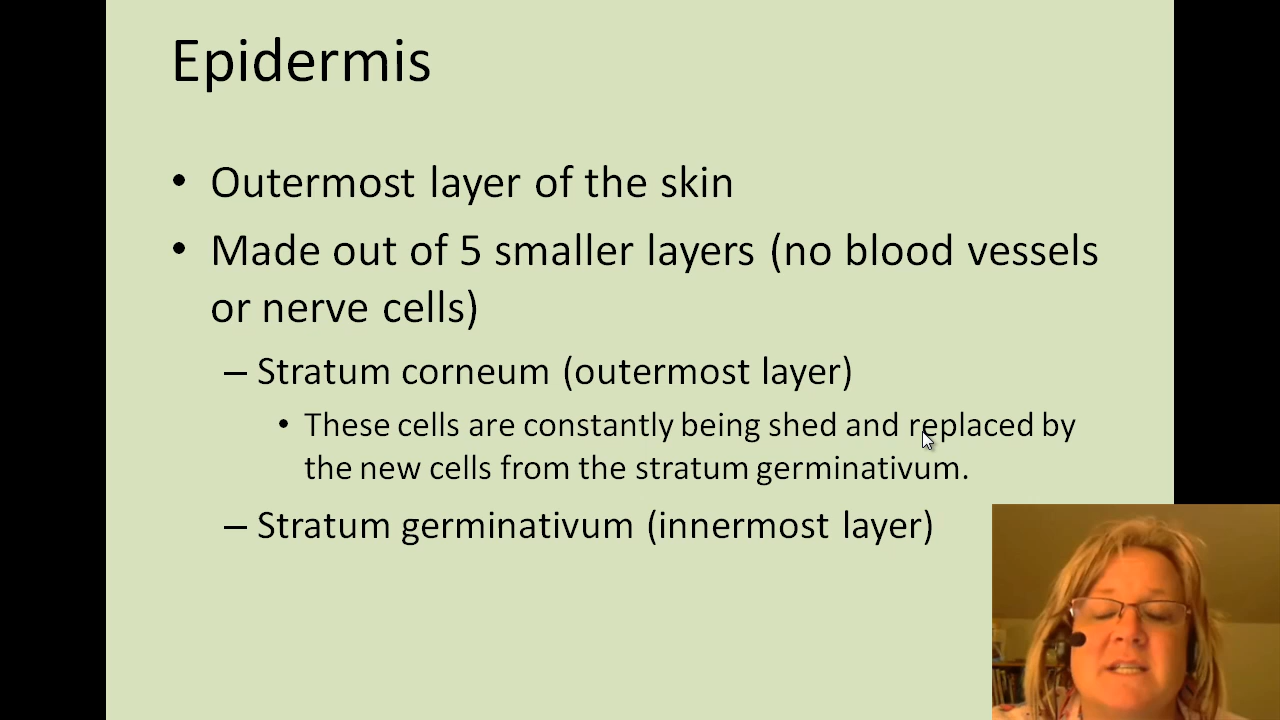 Epidermis
• Outermost layer of the skin
• Made out of 5 smaller layers (no blood vessels
or nerve cells)
– Stratum corneum (outermost layer)
• These cells are constantly being shed and replaced by
the new cells from the stratum germinativum.
– Stratum germinativum (innermost layer)